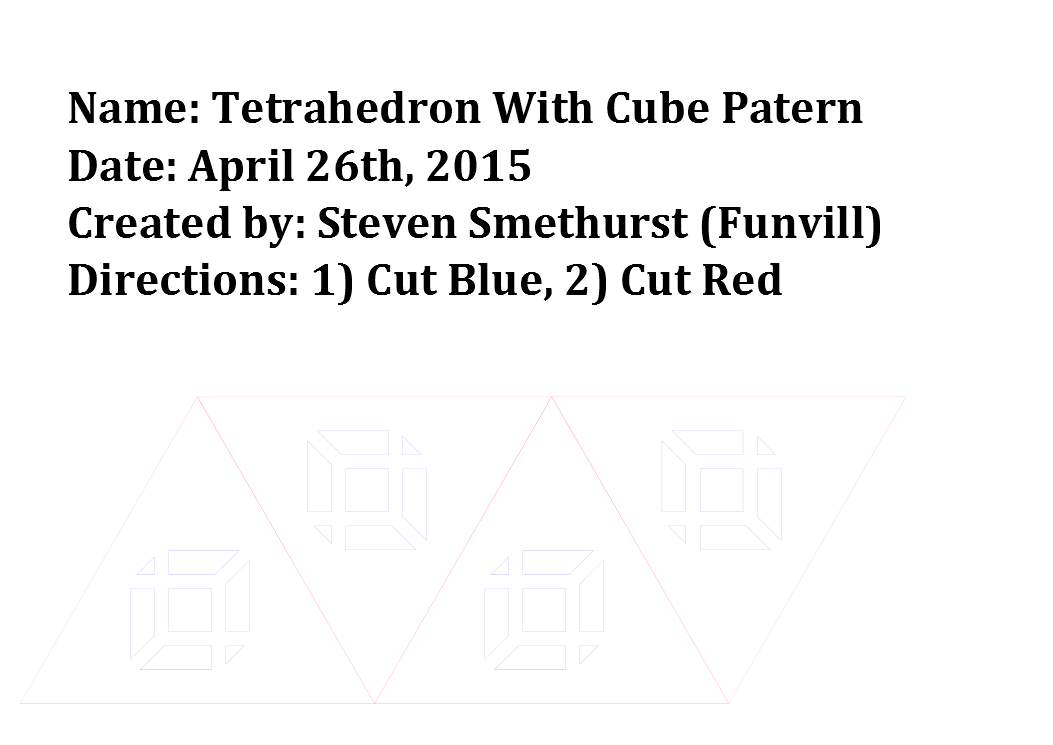 Name: Tetrahedron With Cube Patern
Date: April 26th, 2015
Created by: Steven Smethurst (Funvill)
Directions: 1) Cut Blue, 2) Cut Red